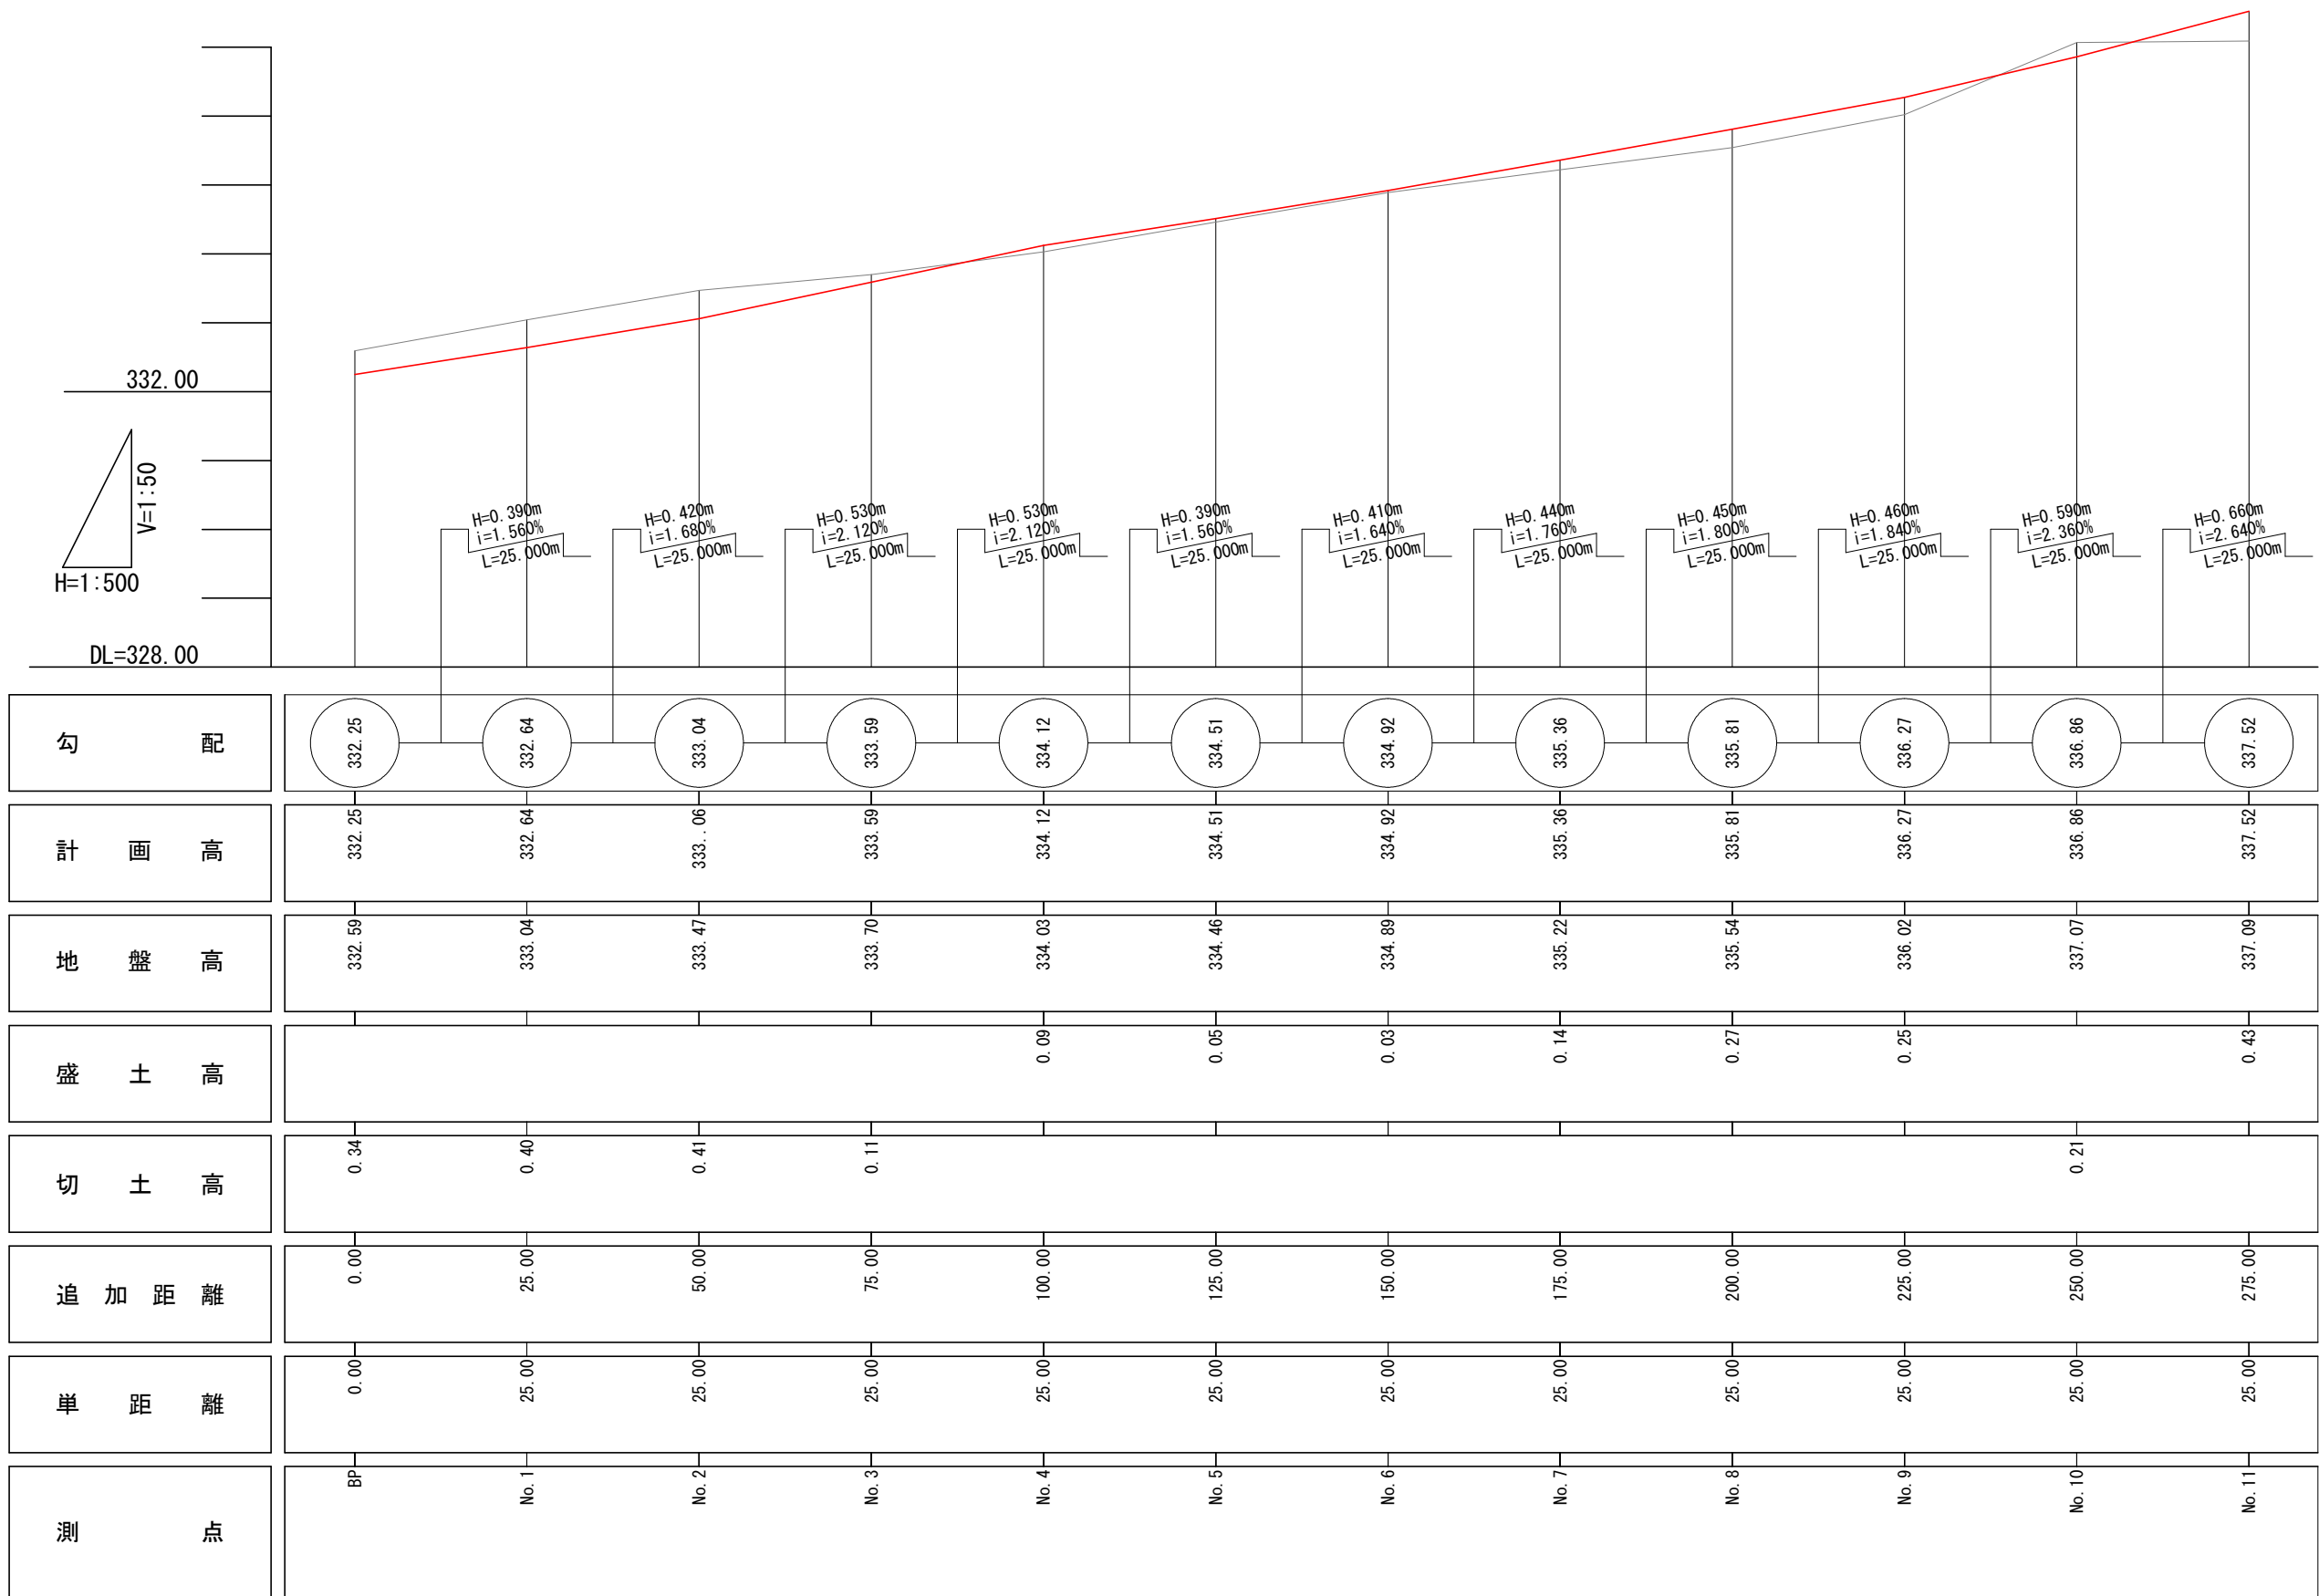 332.00
V=1:50
H=1:500
DL=328.00
H=0.390m
i=1.560%
L=25.000m
H=0.420m
i=1.680%
L=25.000m
H=0.530m
i=2.120%
L=25.000m
H=0.530m
i=2.120%
L=25.000m
H=0.390m
i=1.560%
L=25.000m
H=0.410m
i=1.640%
L=25.000m
H=0.440m
i=1.760%
L=25.000m
H=0.450m
i=1.800%
L=25.000m
H=0.460m
i=1.840%
L=25.000m
H=0.590m
i=2.360%
L=25.000m
H=0.660m
i=2.640%
L=25.000m
勾配 332.25 332.64 333.04 333.59 334.12 334.51 334.92 335.36 335.81 336.27 336.86 337.52
計画高 332.25 332.64 333..06 333.59 334.12 334.51 334.92 335.36 335.81 336.27 336.86 337.52
地盤高 332.59 333.04 333.47 333.70 334.03 334.46 334.89 335.22 335.54 336.02 337.07 337.09
盛土高 0.09 0.05 0.03 0.14 0.27 0.25 0.43
切土高 0.34 0.40 0.41 0.11 0.21
追加距離 0.00 25.00 50.00 75.00 100.00 125.00 150.00 175.00 200.00 225.00 250.00 275.00
単距離 0.00 25.00 25.00 25.00 25.00 25.00 25.00 25.00 25.00 25.00 25.00 25.00
測点 BP No.1 No.2 No.3 No.4 No.5 No.6 No.7 No.8 No.9 No.10 No.11